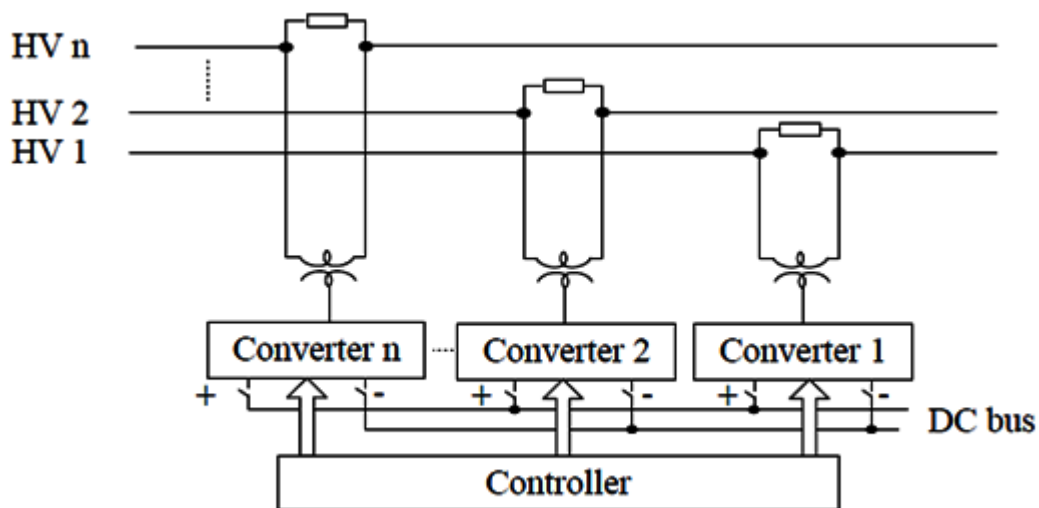 HV n
HV 2
HV 1
Converter n
Converter 2
Converter 1
+ - + - + -
DC bus
Controller